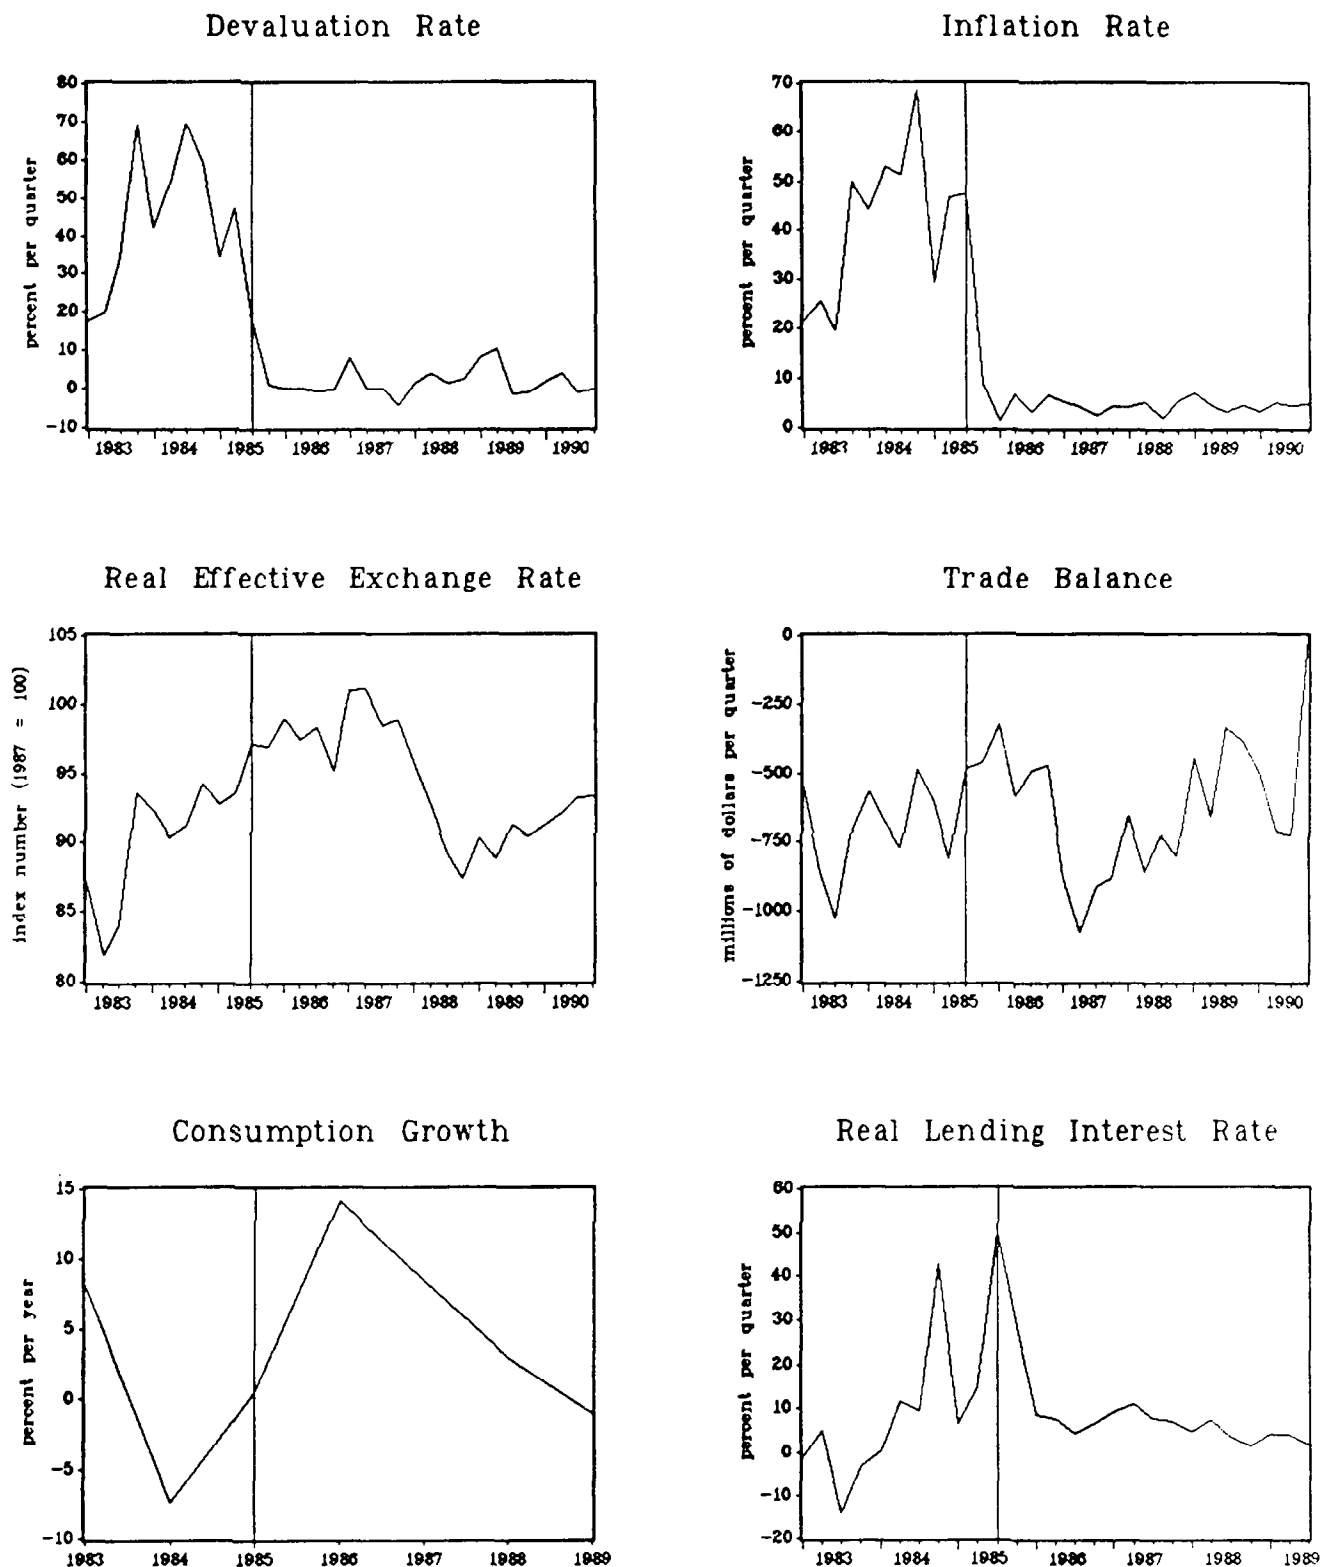 Devaluation Rate
percent per quarter
80
70
60
50
40
30
20
10
0
-10
1983 1984 1985 1986 1987 1988 1989 1990
Inflation Rate
percent per quarter
70
60
50
40
30
20
10
0
1983 1984 1985 1986 1987 1988 1989 1990
Real Effective Exchange Rate
index number (1987 = 100)
105
100
95
90
85
80
1983 1984 1985 1986 1987 1988 1989 1990
Trade Balance
millions of dollars per quarter
0
-250
-500
-750
-1000
-1250
1983 1984 1985 1986 1987 1988 1989 1990
Consumption Growth
percent per year
15
10
5
0
-5
-10
1983 1984 1985 1986 1987 1988 1989
Real Lending Interest Rate
percent per quarter
60
50
40
30
20
10
0
-10
-20
1983 1984 1985 1986 1987 1988 1989